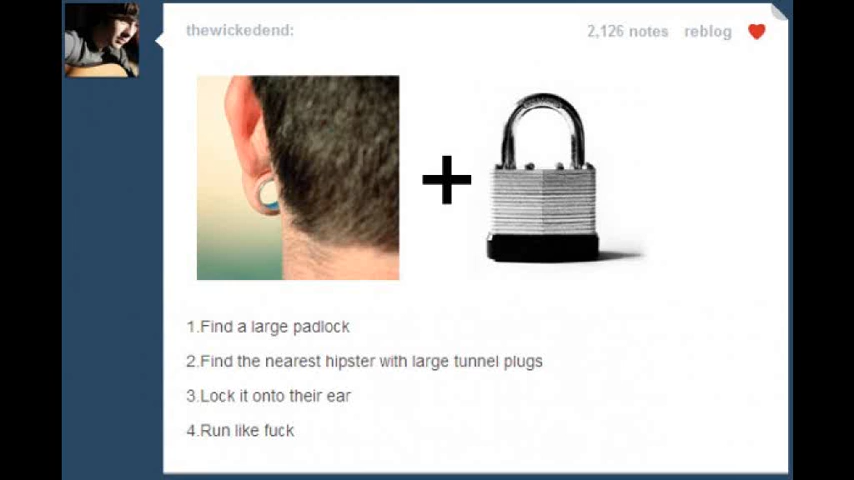 thewickedend:
2,126 notes reblog
1.Find a large padlock
2.Find the nearest hipster with large tunnel plugs
3.Lock it onto their ear
4.Run like fuck